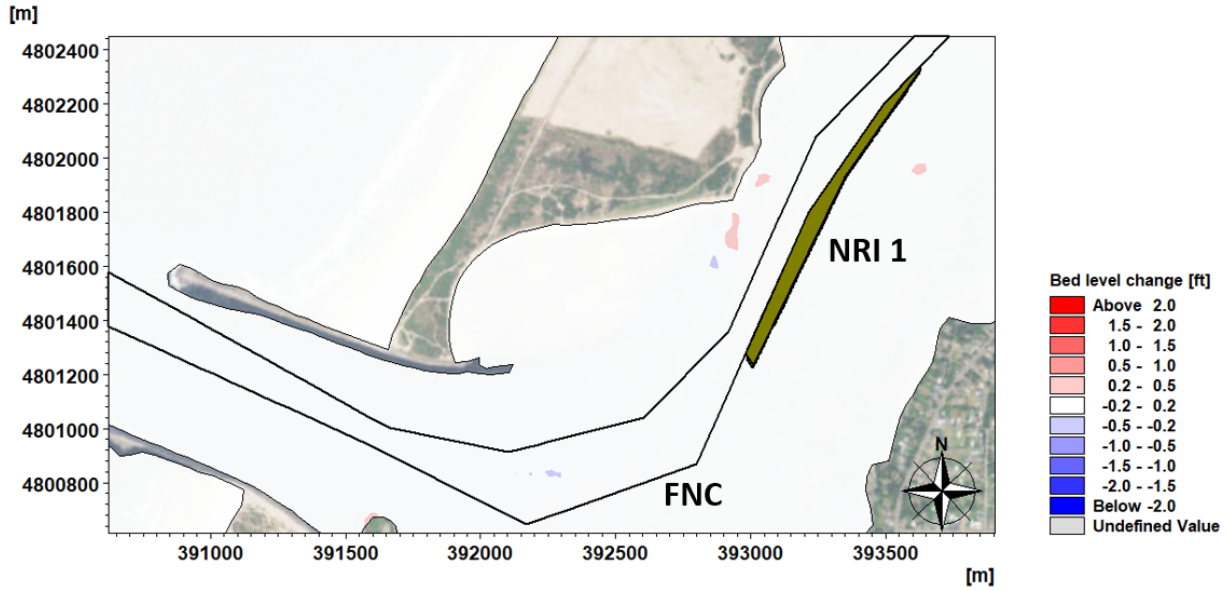 [m]
4802400
4802200
4802000
4801800
4801600
4801400
4801200
4801000
4800800
391000 391500 392000 392500 393000 393500
[m]
NRI 1
FNC
N
Bed level change [ft]
Above 2.0
1.5 - 2.0
1.0 - 1.5
0.5 - 1.0
0.2 - 0.5
-0.2 - 0.2
-0.5 - -0.2
-1.0 - -0.5
-1.5 - -1.0
-2.0 - -1.5
Below -2.0
Undefined Value